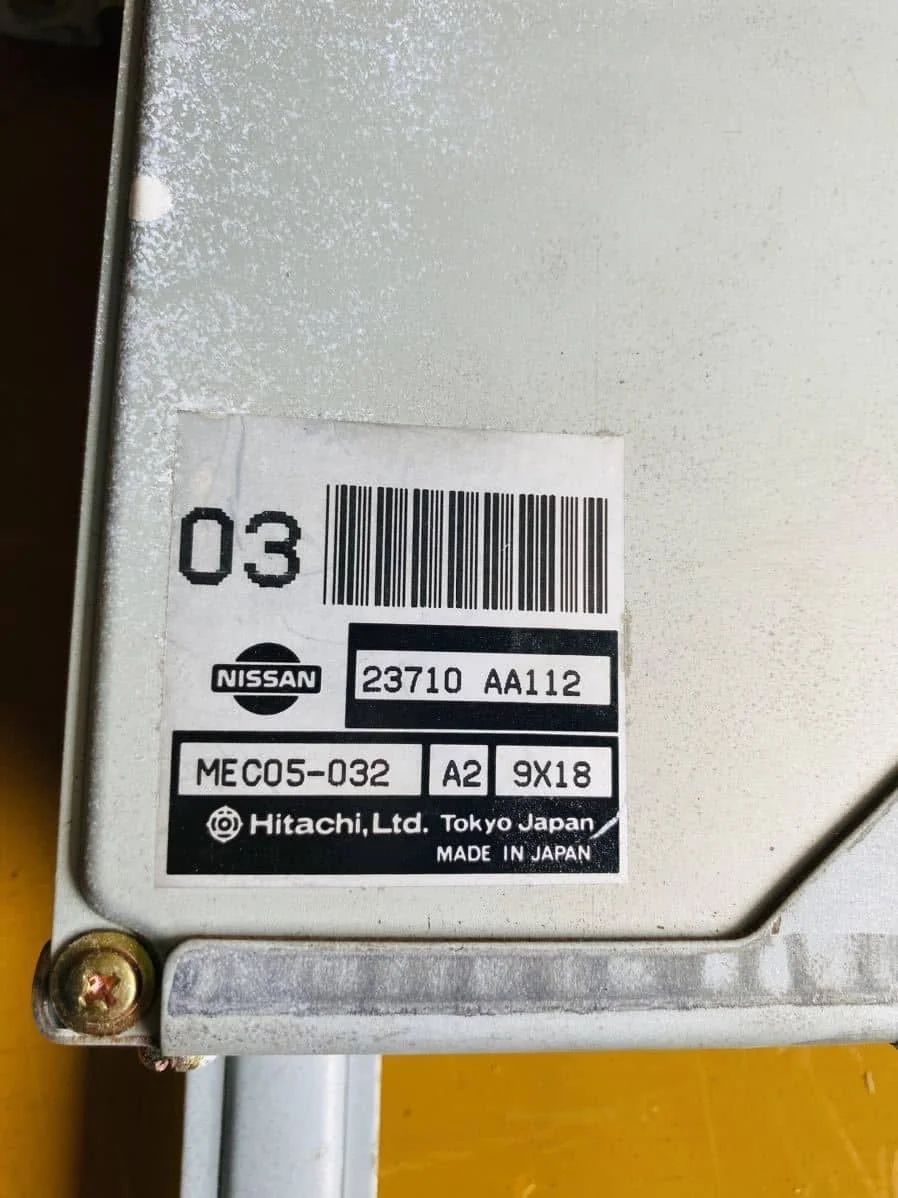 03
NISSAN
23710 AA112
MEC05-032 A2 9X18
Hitachi, Ltd. Tokyo Japan
MADE IN JAPAN